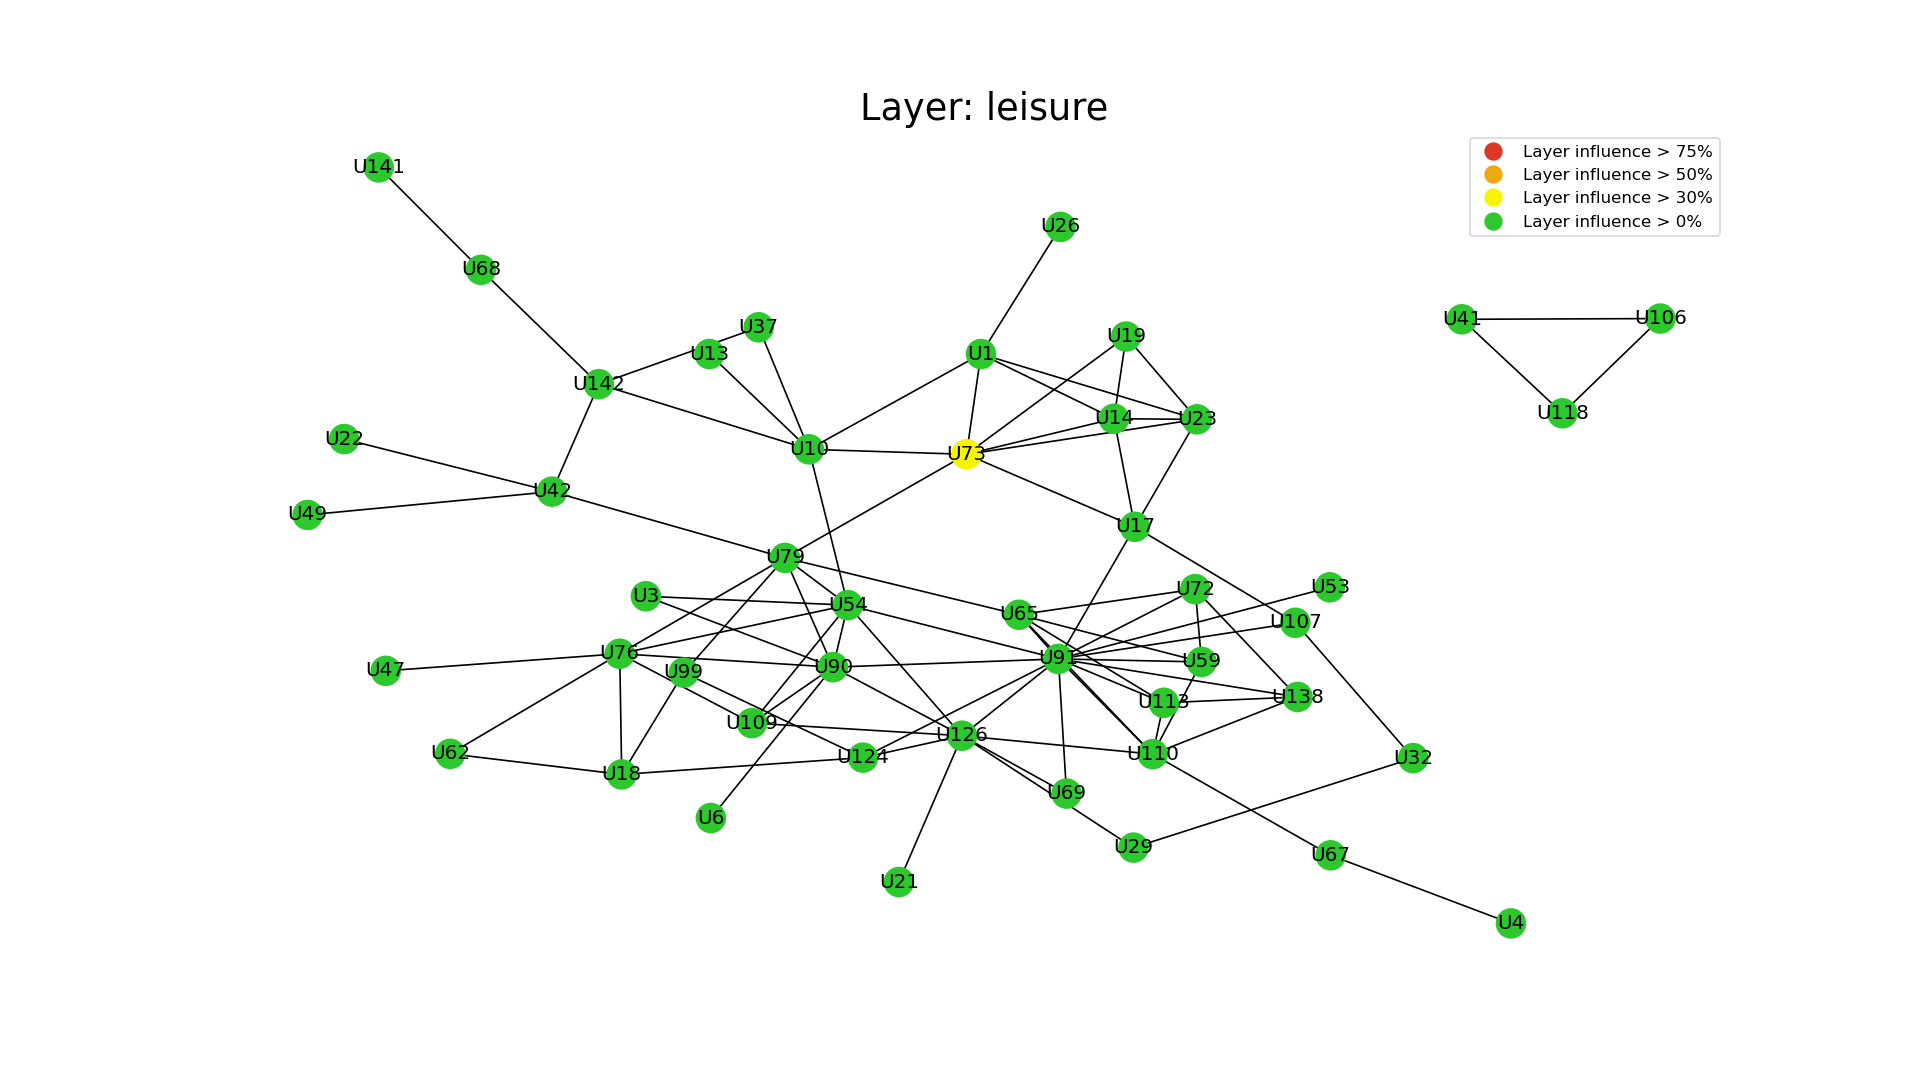 Layer: leisure
Layer influence > 75%
Layer influence > 50%
Layer influence > 30%
Layer influence > 0%
U141
U26
U68
U41
U106
U37
U19
U13
U1
U142
U118
U14
U23
U22
U10
U73
U42
U49
U17
U79
U53
U72
U3
U54
U65
U107
U76
U91
U59
U90
U47
U99
U138
U113
U109
U126
U62
U110
U124
U32
U18
U69
U6
U29
U67
U21
U4